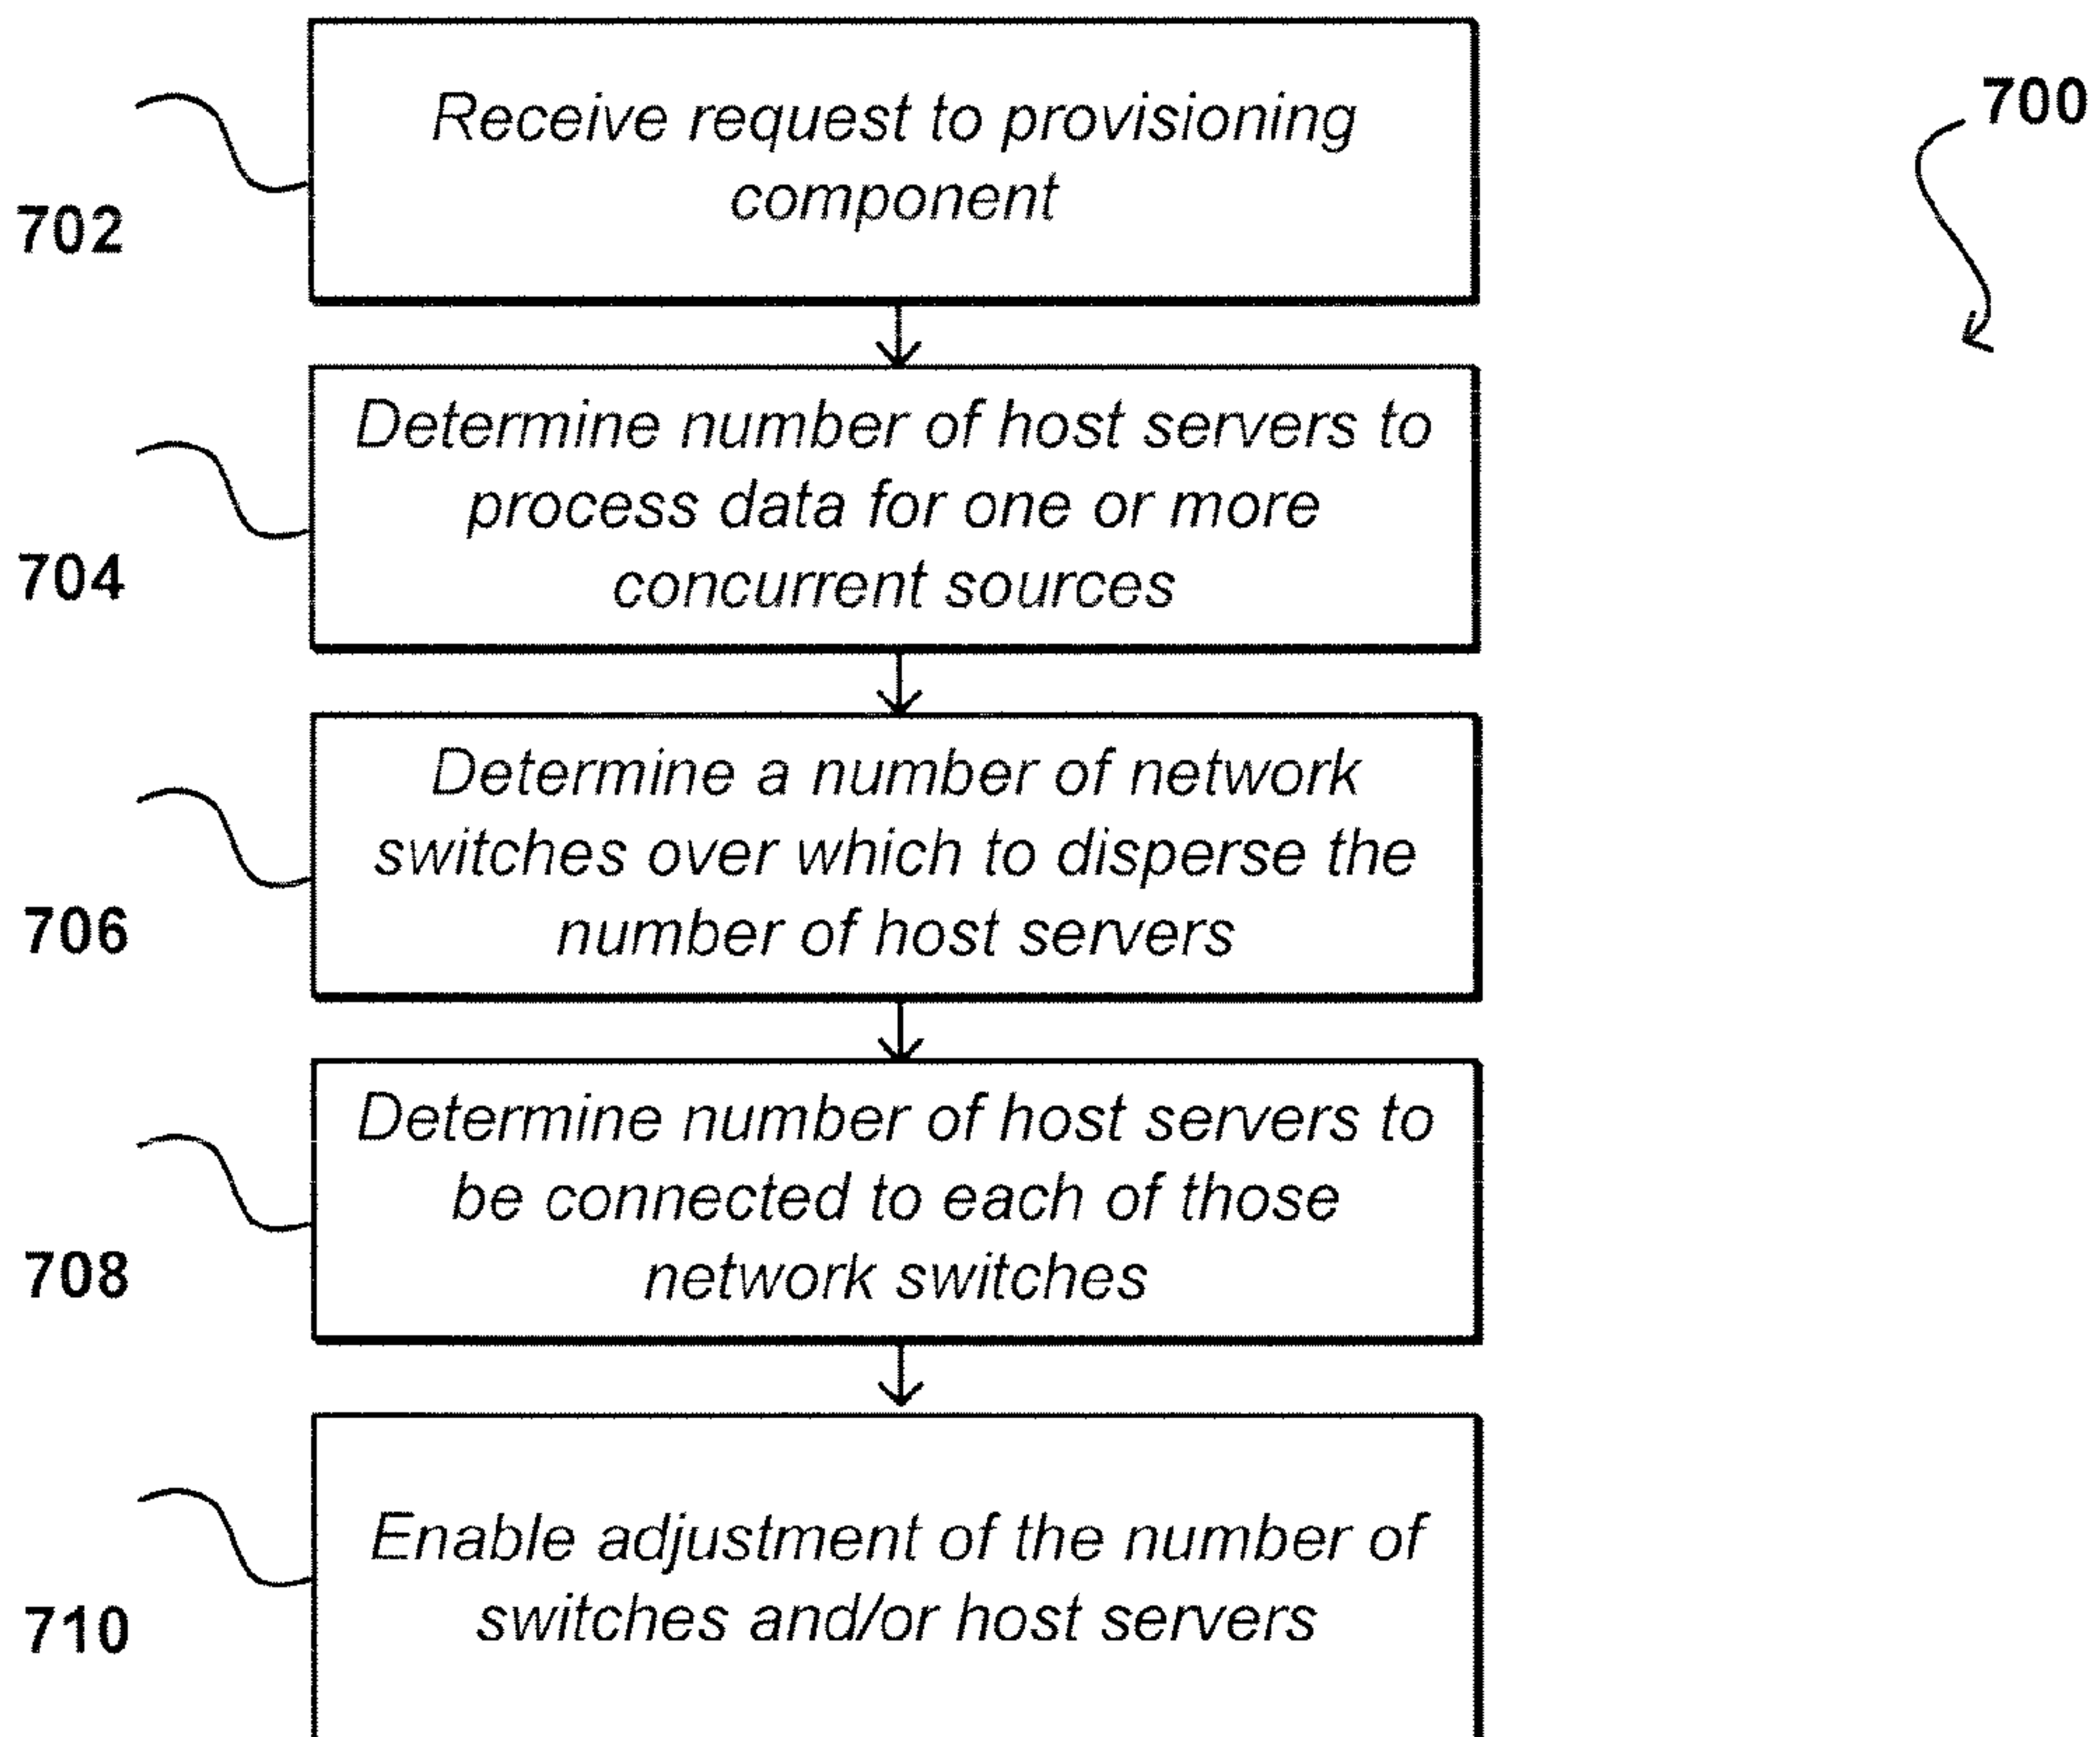 Receive request to provisioning
component
700
702
Determine number of host servers to
process data for one or more
concurrent sources
704
Determine a number of network
switches over which to disperse the
number of host servers
706
Determine number of host servers to
be connected to each of those
network switches
708
Enable adjustment of the number of
switches and/or host servers
710